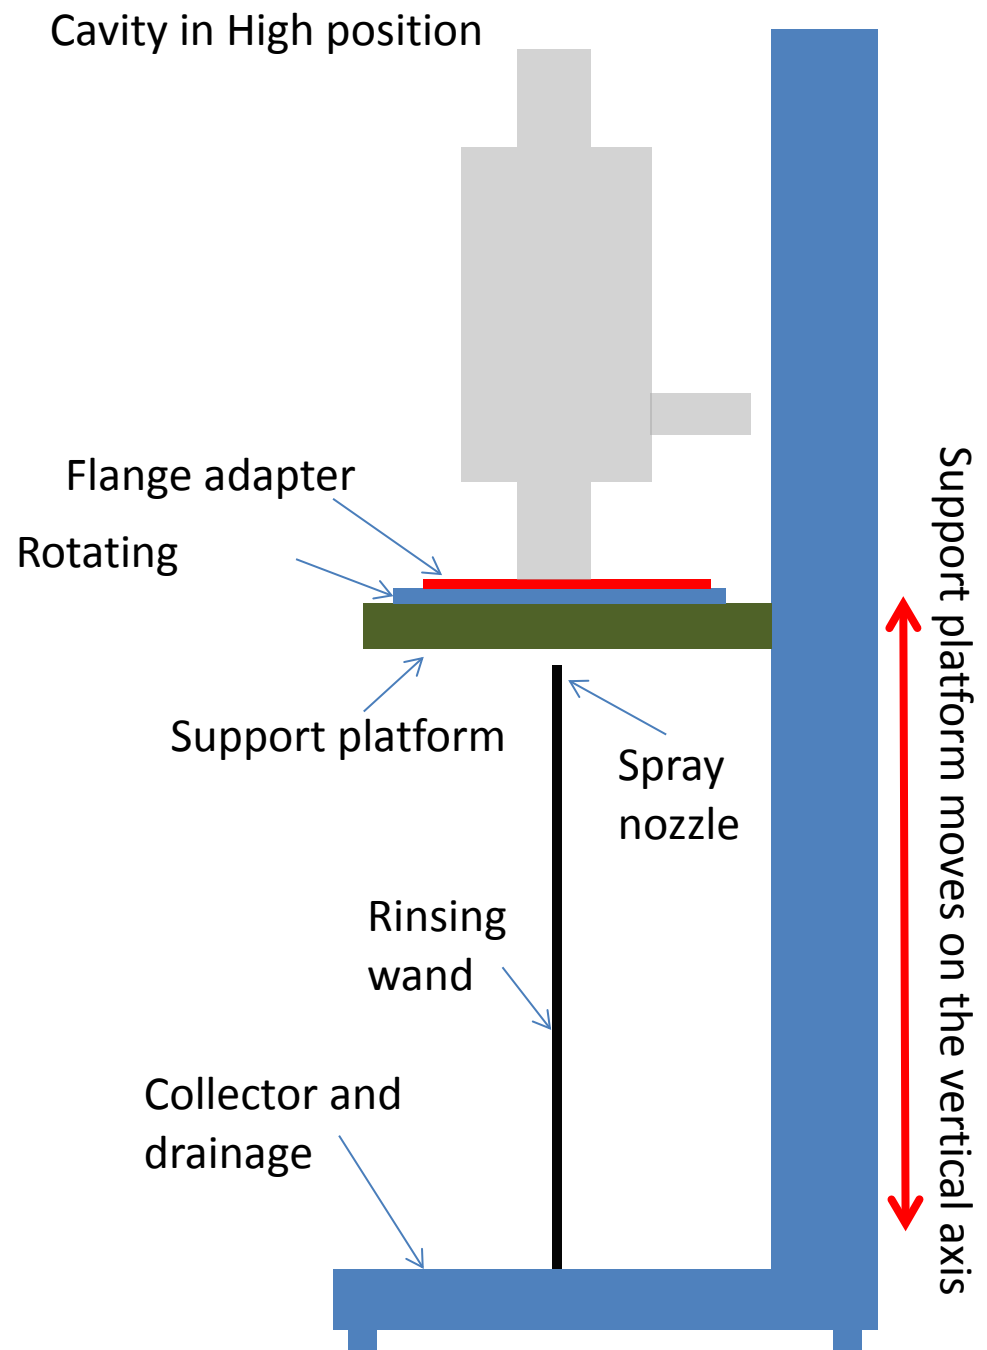 Cavity in High position
Flange adapter
Rotating
Support platform
Spray
nozzle
Rinsing
wand
Collector and
drainage
Support platform moves on the vertical axis